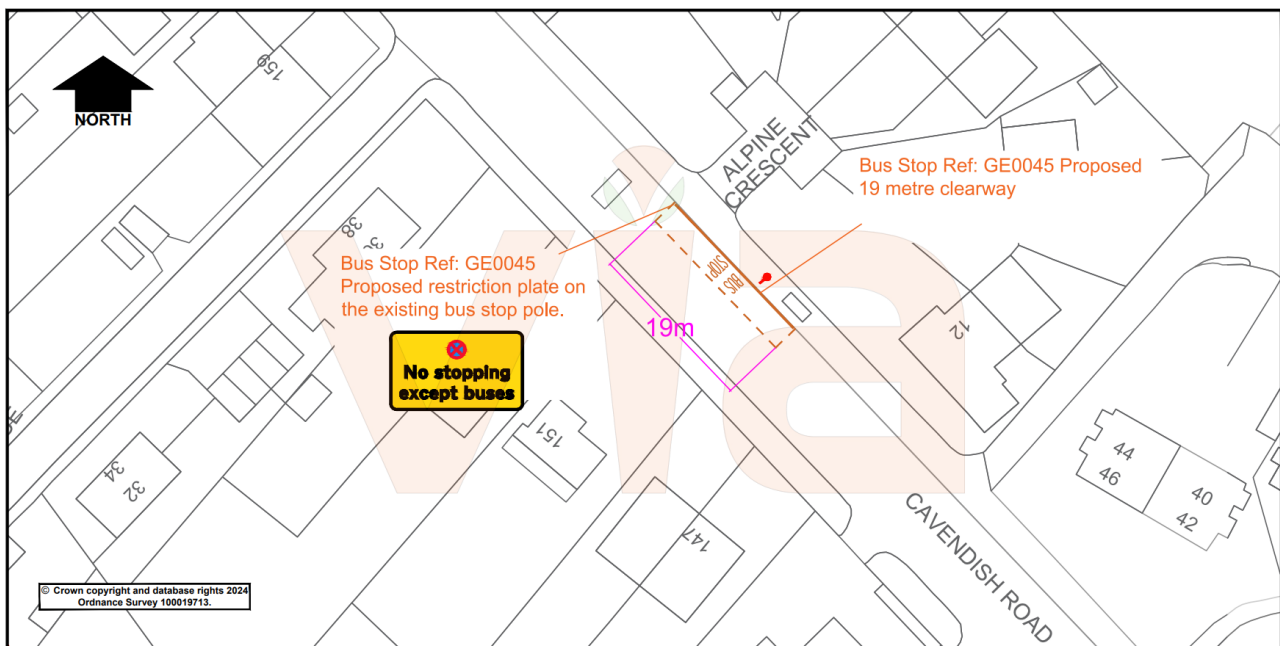 NORTH
159
ALPINE
CRESCENT
Bus Stop Ref: GE0045 Proposed
19 metre clearway
38
Bus Stop Ref: GE0045
Proposed restriction plate on
the existing bus stop pole.
BUS
STOP
19m
No stopping
except buses
via
12
151
34
32
44
46
40
42
147
CAVENDISH ROAD
© Crown copyright and database rights 2024
Ordnance Survey 100019713.